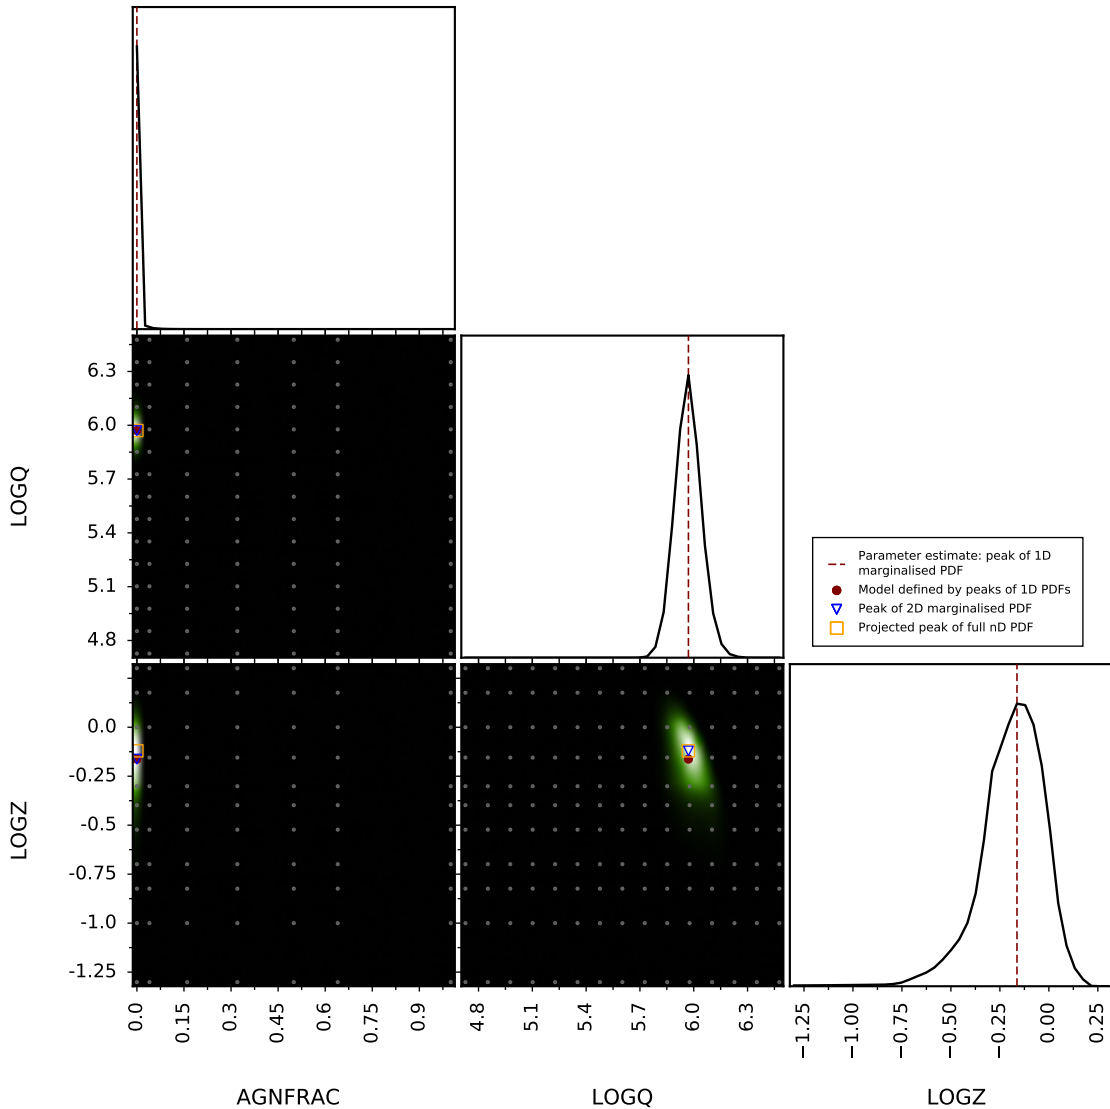 LOGQ
6.3
6.0
5.7
5.4
5.1
4.8
Parameter estimate: peak of 1D
marginalised PDF
Model defined by peaks of 1D PDFs
Peak of 2D marginalised PDF
Projected peak of full nD PDF
LOGZ
0.0
-0.25
-0.5
-0.75
-1.0
-1.25
0.0 0.15 0.3 0.45 0.6 0.75 0.9
4.8 5.1 5.4 5.7 6.0 6.3
−1.25 −1.00 −0.75 −0.50 −0.25 0.00 0.25
AGNFRAC LOGQ LOGZ